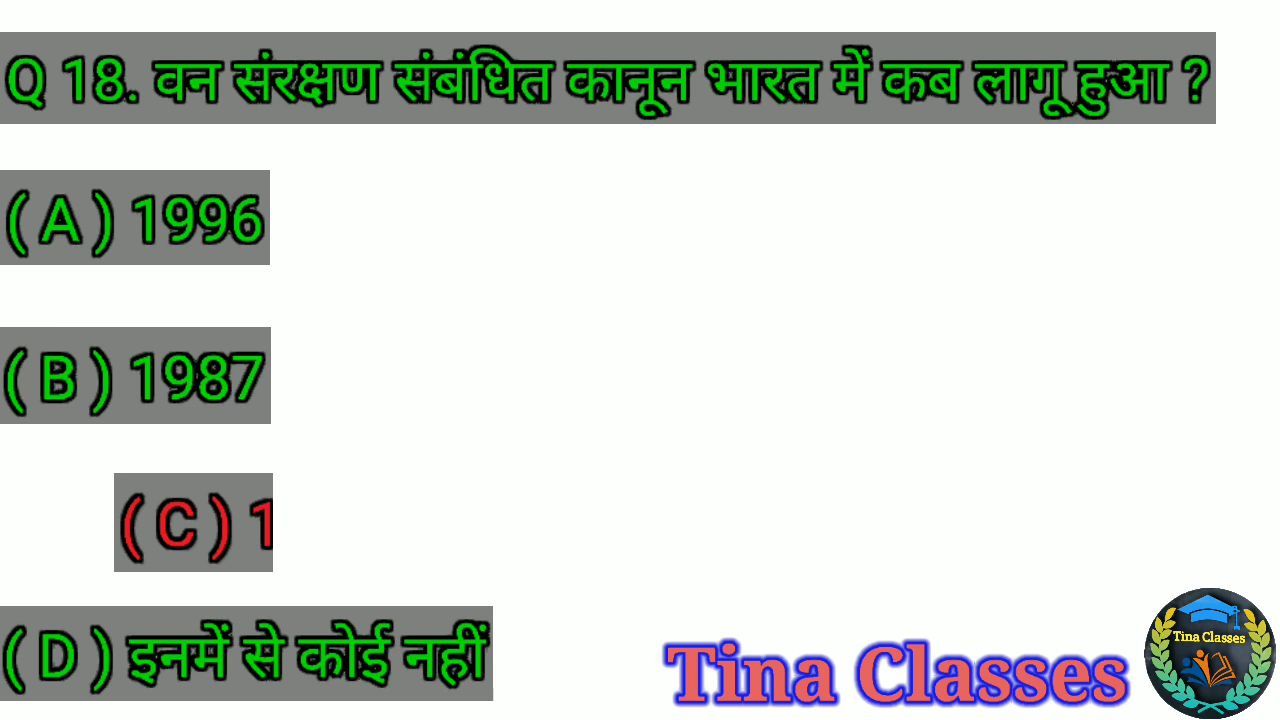 Q 18. वन संरक्षण संबंधित कानून भारत में कब लागू हुआ ?
( A ) 1996
( B ) 1987
( C ) 1
( D ) इनमें से कोई नहीं
Tina Classes
Tina Classes